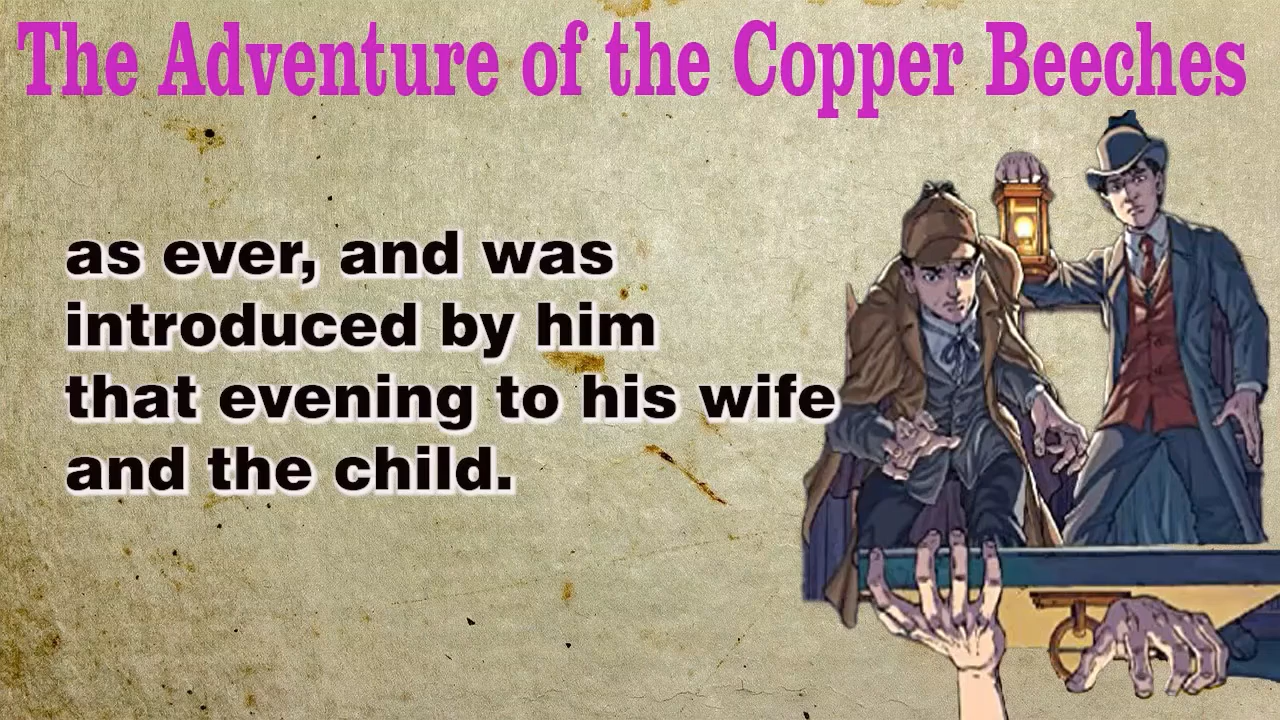 The Adventure of the Copper Beeches
as ever, and was
introduced by him
that evening to his wife
and the child.